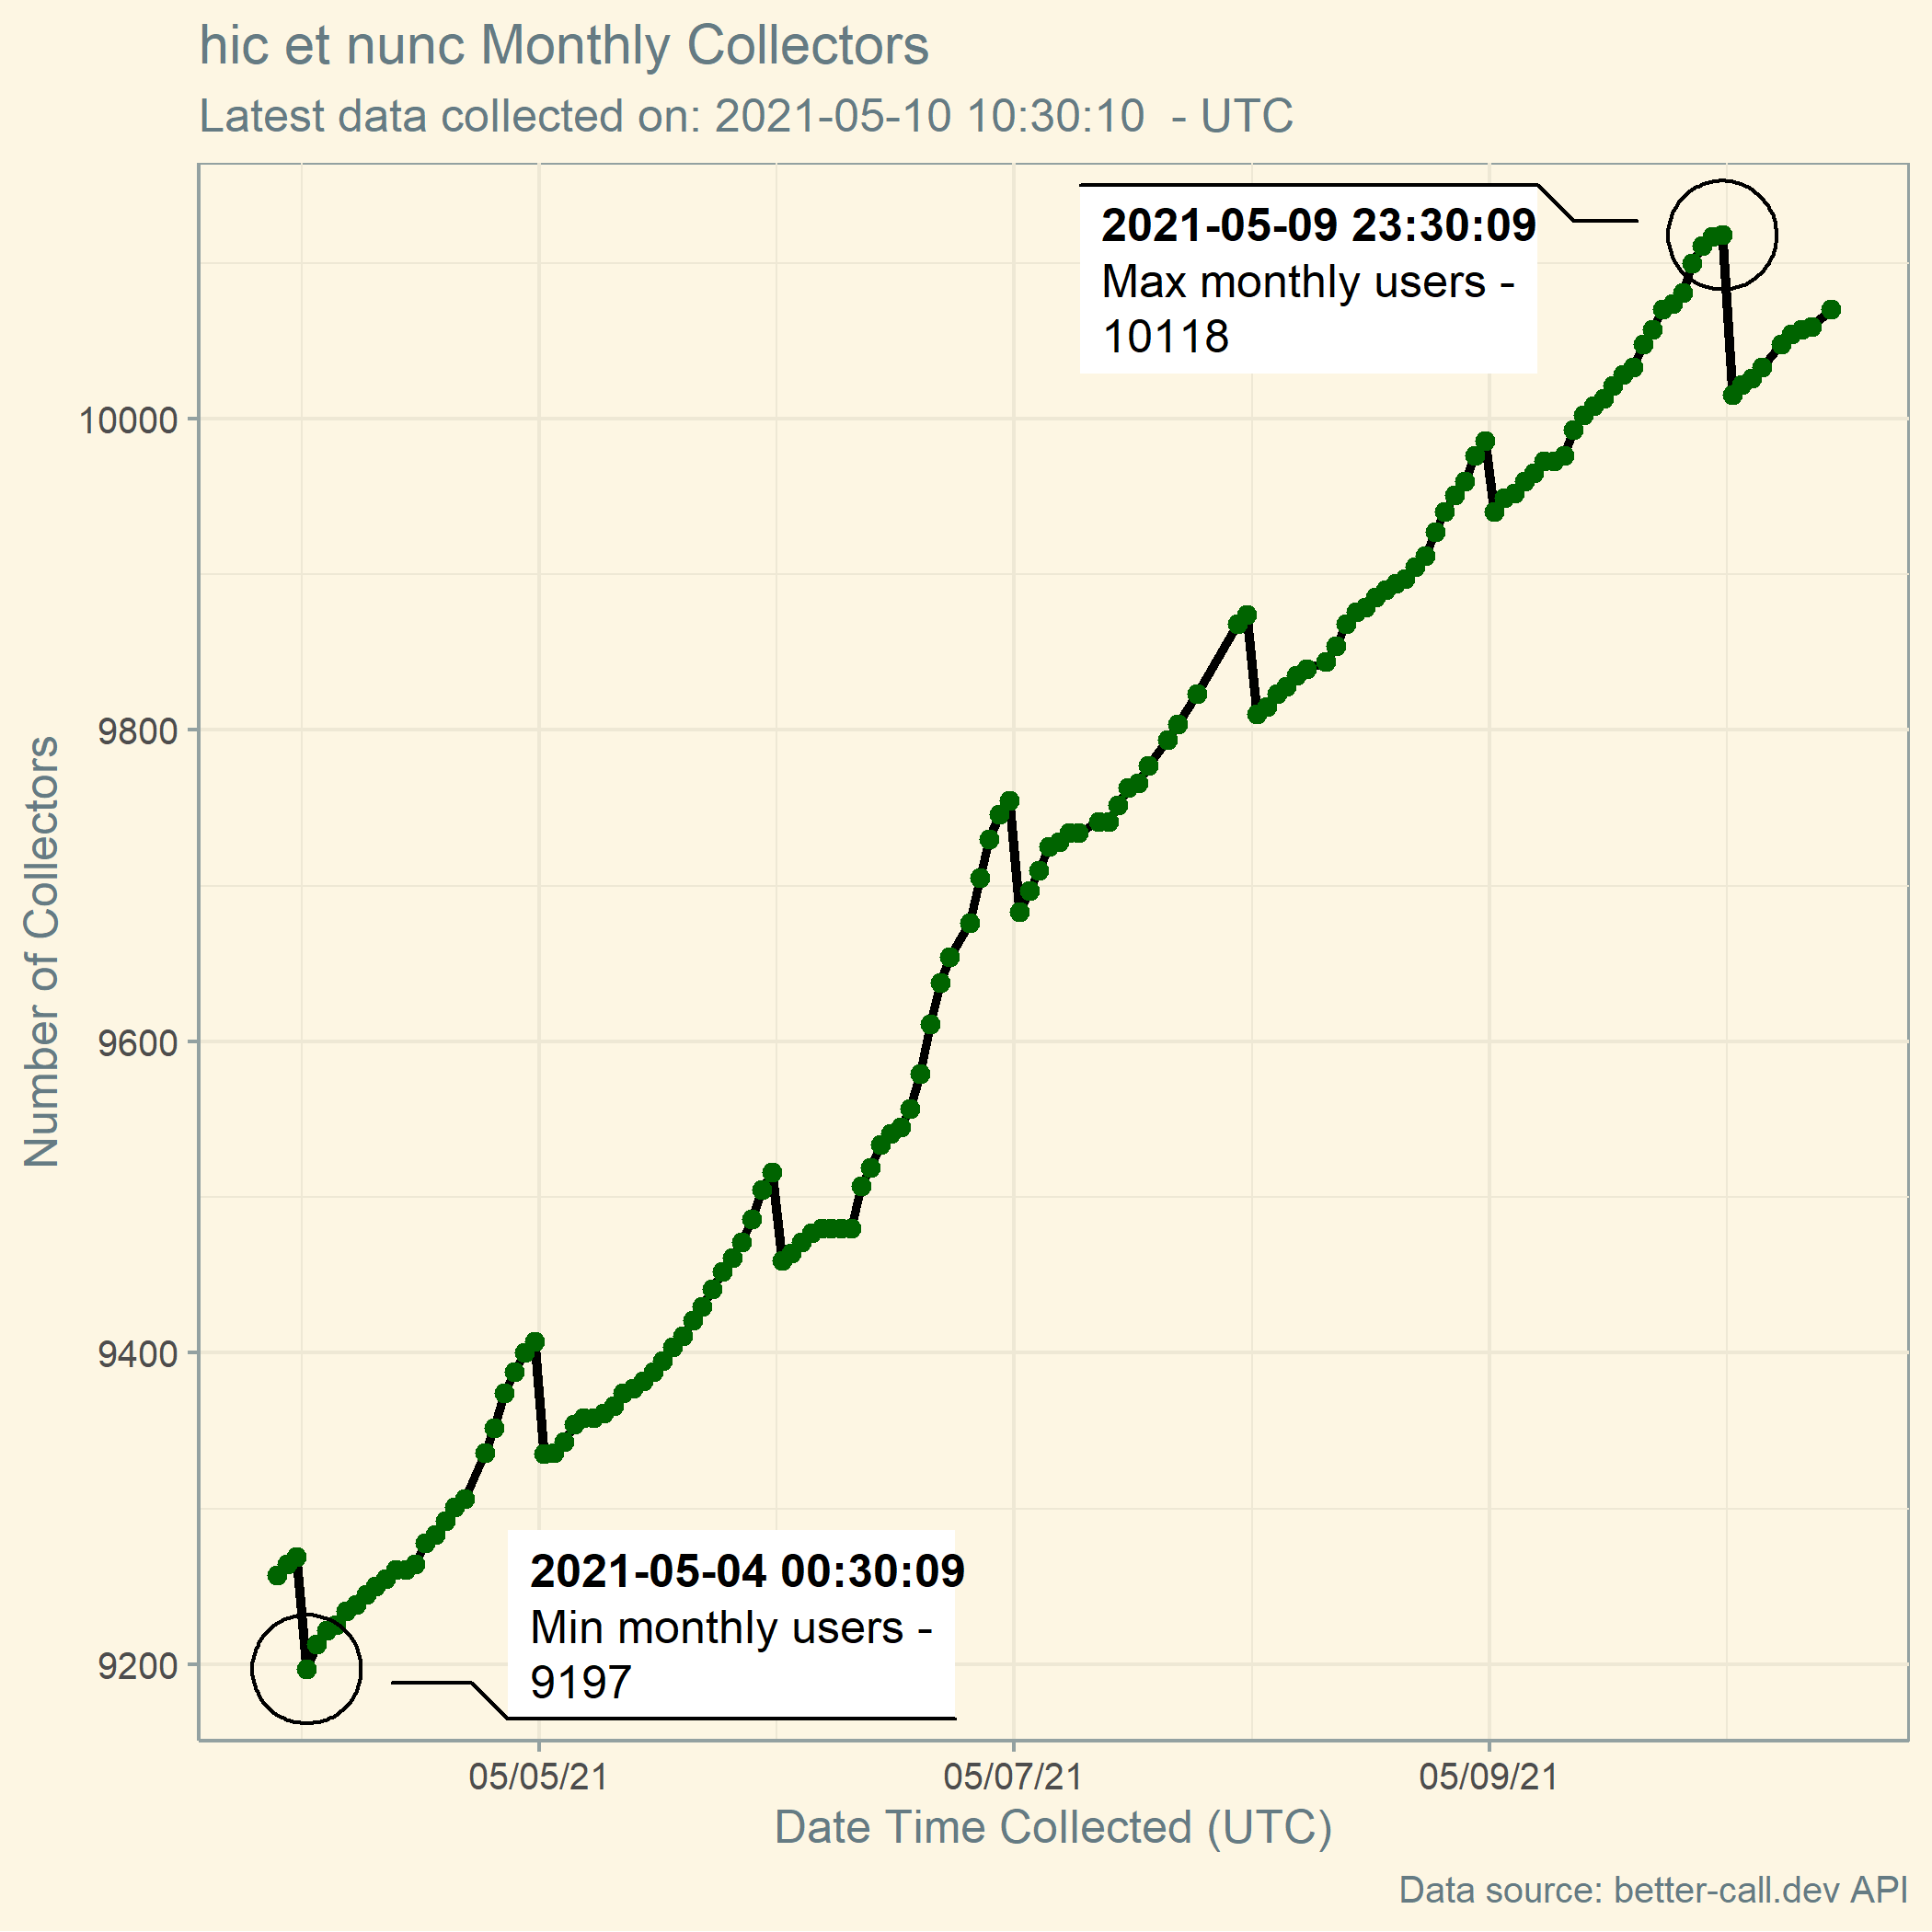 hic et nunc Monthly Collectors
Latest data collected on: 2021-05-10 10:30:10  - UTC
2021-05-09 23:30:09
Max monthly users -
10118
10000
9800
9600
9400
9200
Number of Collectors
2021-05-04 00:30:09
Min monthly users -
9197
05/05/21
05/07/21
05/09/21
Date Time Collected (UTC)
Data source: better-call.dev API